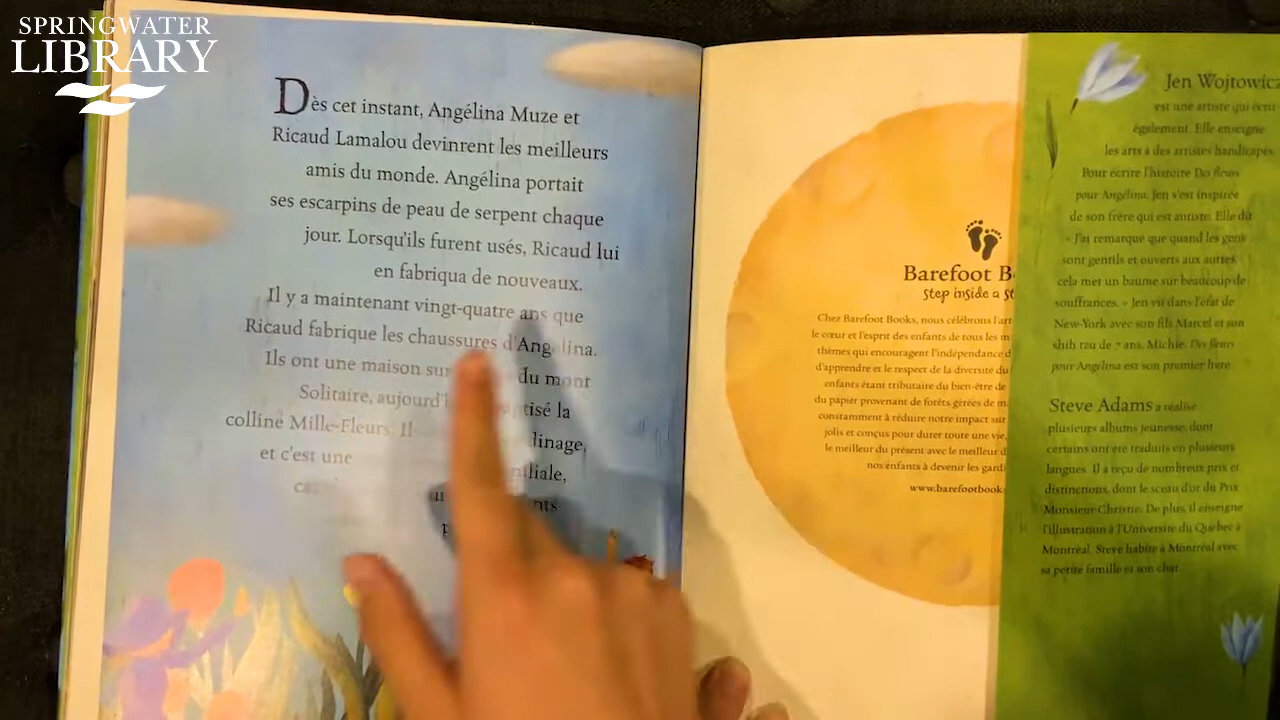 SPRINGWATER
LIBRARY
Dès cet instant, Angélina Muze et
Ricaud Lamalou devinrent les meilleurs
amis du monde. Angélina portait
ses escarpins de peau de serpent chaque
jour. Lorsqu'ils furent usés, Ricaud lui
en fabriqua de nouveaux.
Il y a maintenant vingt-quatre ans que
Ricaud fabrique les chaussures d'Angélina.
Ils ont une maison sur du mont
Solitaire, aujourd' la
colline Mille-Fleurs. Il
et c'est une
Barefoot
step inside a
Chez Barefoot Books, nous célébrons l'art
le cœur et l'esprit des enfants de tous les
thèmes qui encouragent l'indépendance
d'apprendre et le respect de la diversité du
enfants étant tributaire du bien-être de
du papier provenant de forêts gérées de
constamment à réduire notre impact sur
jolis et conçus pour durer toute une vie,
le meilleur du présent avec le meilleur
nos enfants à devenir les
www.barefootbook
Jen Wojtowicz
est une artiste qui écrit
également. Elle enseigne
les arts à des artistes handicapés.
Pour écrire l'histoire Des fleurs
pour Angélina, Jen s'est inspirée
de son frère qui est autiste. Elle dit
« J'ai remarqué que quand les gens
sont gentils et ouverts aux autres,
cela met un baume sur beaucoup de
souffrances. » Jen vit dans l'état de
New-York avec son fils Marcel et son
shih tzu de 7 ans, Michie. Des fleurs
pour Angélina est son premier livre.
Steve Adams a réalisé
plusieurs albums jeunesse, dont
certains ont été traduits en plusieurs
langues. Il a reçu de nombreux prix et
distinctions, dont le sceau d'or du Prix
Monsieur Christie. De plus, il enseigne
l'illustration à l'Université du Québec à
Montréal. Steve habite à Montréal avec
sa petite famille et son chat.